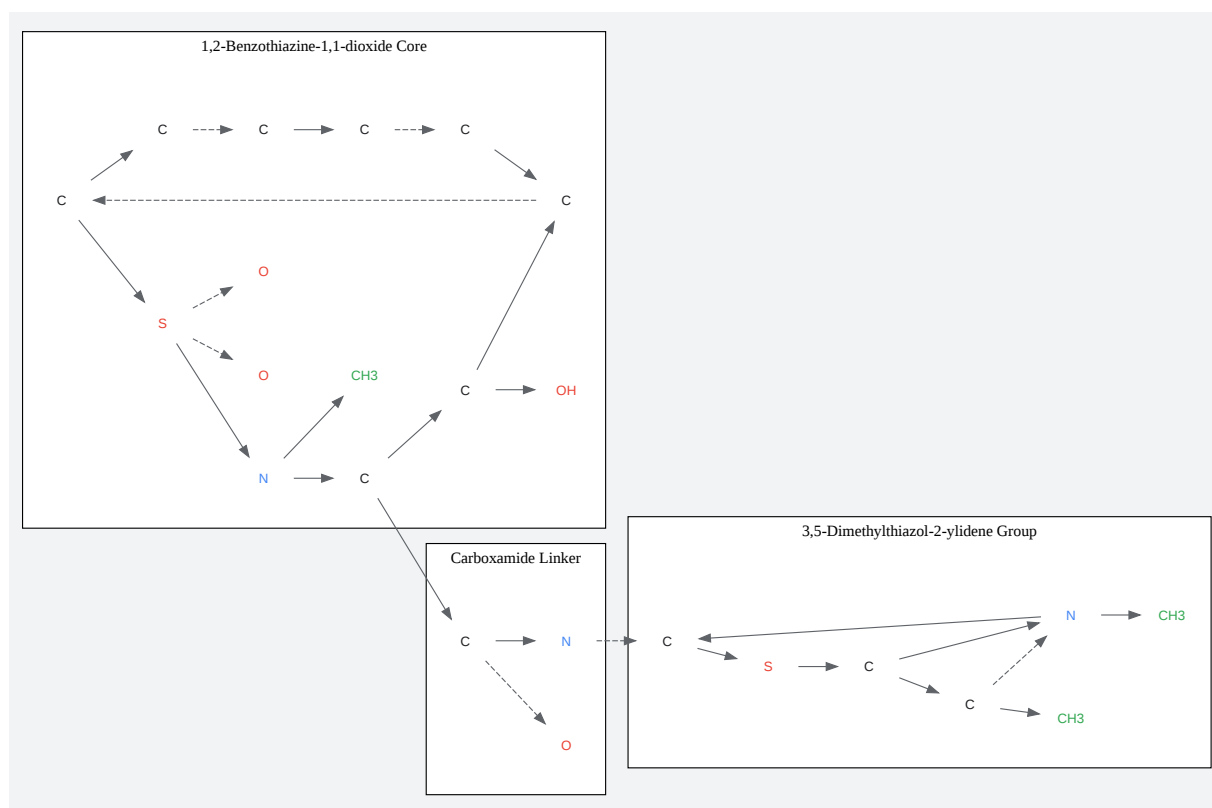 1,2-Benzothiazine-1,1-dioxide Core
C C C C
C C
O
S
O CH3
C OH
N C
Carboxamide Linker
C N
O
3,5-Dimethylthiazol-2-ylidene Group
N CH3
C
S C
C
CH3